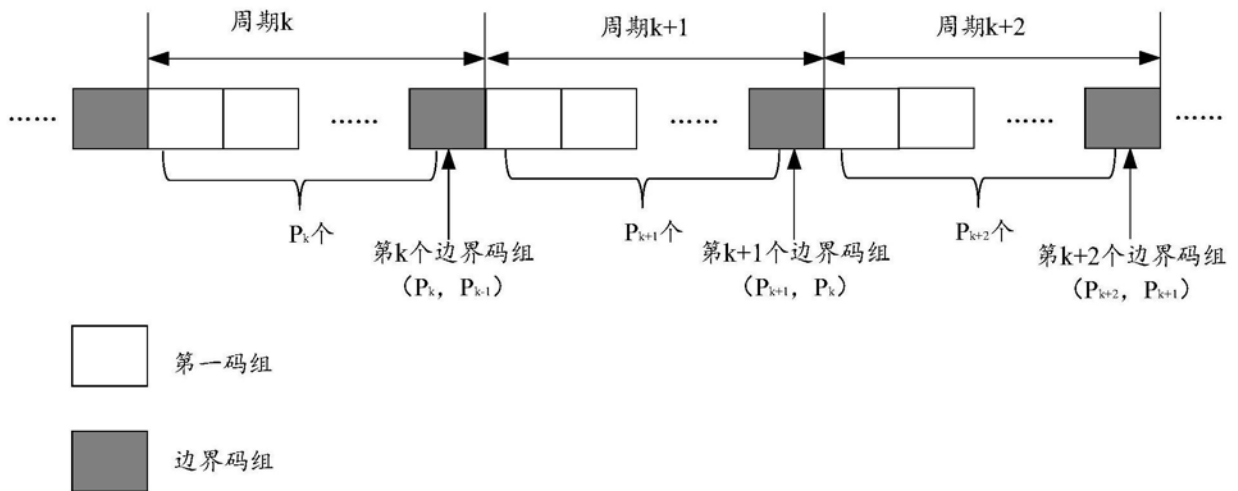 周期k 周期k+1 周期k+2
…… …… …… …… ……
Pk个 Pk+1个 Pk+2个
第k个边界码组 第k+1个边界码组 第k+2个边界码组
（Pk，Pk-1） （Pk+1，Pk） （Pk+2，Pk+1）
第一码组
边界码组